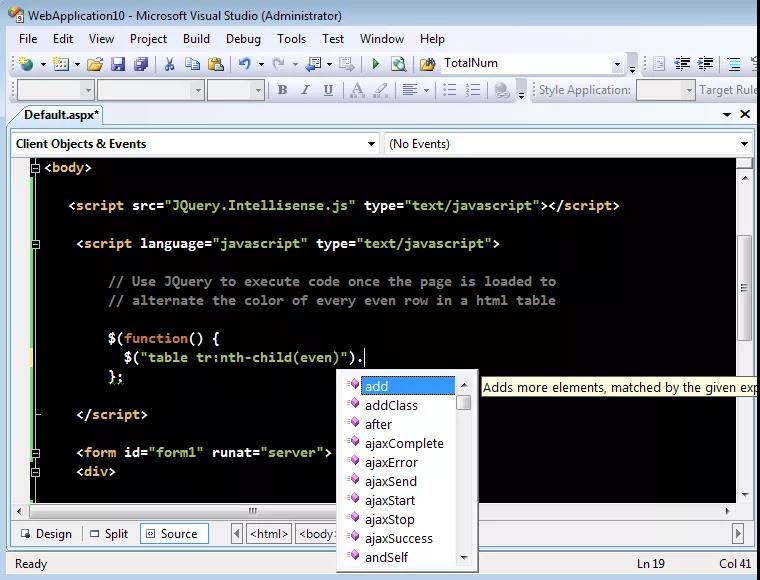 WebApplication10 - Microsoft Visual Studio (Administrator)
File Edit View Project Build Debug Tools Test Window Help
TotalNum
B I U A Style Application: Target Rule
Default.aspx*
Client Objects & Events (No Events)
<body>
<script src="JQuery.Intellisense.js" type="text/javascript"></script>
<script language="javascript" type="text/javascript">
// Use JQuery to execute code once the page is loaded to
// alternate the color of every even row in a html table
$(function() {
$("table tr:nth-child(even)").
};
add
Adds more elements, matched by the given exp
addClass
after
ajaxComplete
ajaxError
ajaxSend
ajaxStart
ajaxStop
ajaxSuccess
andSelf
</script>
<form id="form1" runat="server">
<div>
Design Split Source <html> <body>
Ready Ln 19 Col 41